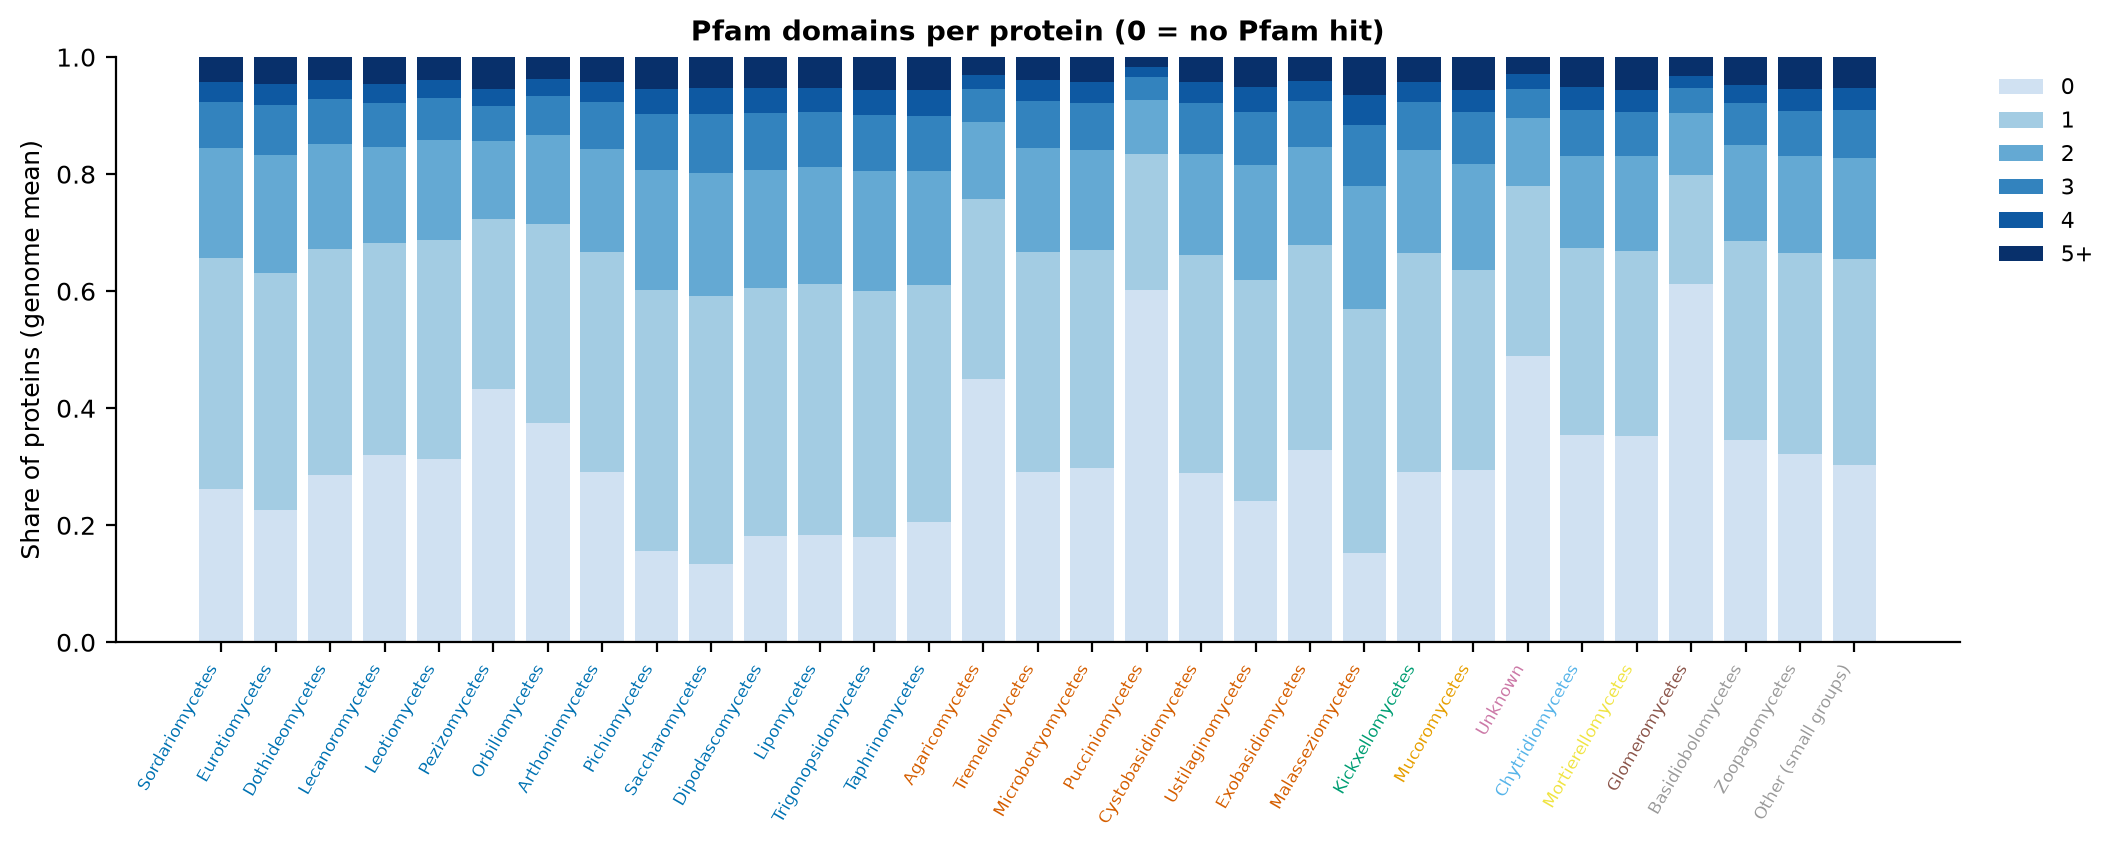 Pfam domains per protein (0 = no Pfam hit)
Share of proteins (genome mean)
1.0
0.8
0.6
0.4
0.2
0.0
0
1
2
3
4
5+
Sordariomycetes
Eurotiomycetes
Dothideomycetes
Lecanoromycetes
Leotiomycetes
Pezizomycetes
Orbiliomycetes
Arthoniomycetes
Pichiomycetes
Saccharomycetes
Dipodascomycetes
Lipomycetes
Trigonopsidomycetes
Taphrinomycetes
Agaricomycetes
Tremellomycetes
Microbotryomycetes
Pucciniomycetes
Cystobasidiomycetes
Ustilaginomycetes
Exobasidiomycetes
Malasseziomycetes
Kickxellomycetes
Mucoromycetes
Unknown
Chytridiomycetes
Mortierellomycetes
Glomeromycetes
Basidiobolomycetes
Zoopagomycetes
Other (small groups)